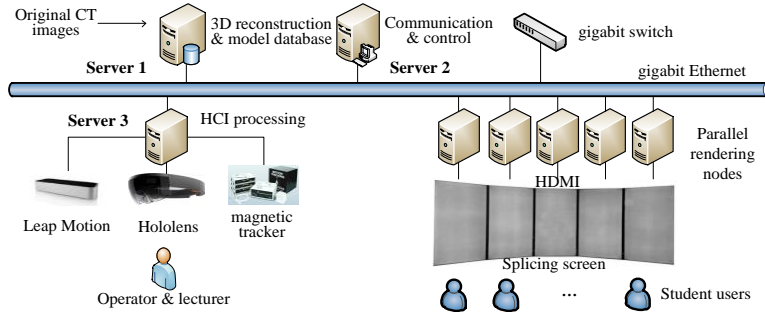 Original CT
images
3D reconstruction
& model database
Communication
& control
gigabit switch
Server 1
Server 2
gigabit Ethernet
Server 3
HCI processing
Parallel
rendering
nodes
HDMI
Leap Motion
Hololens
magnetic
tracker
Splicing screen
Operator & lecturer
...
Student users